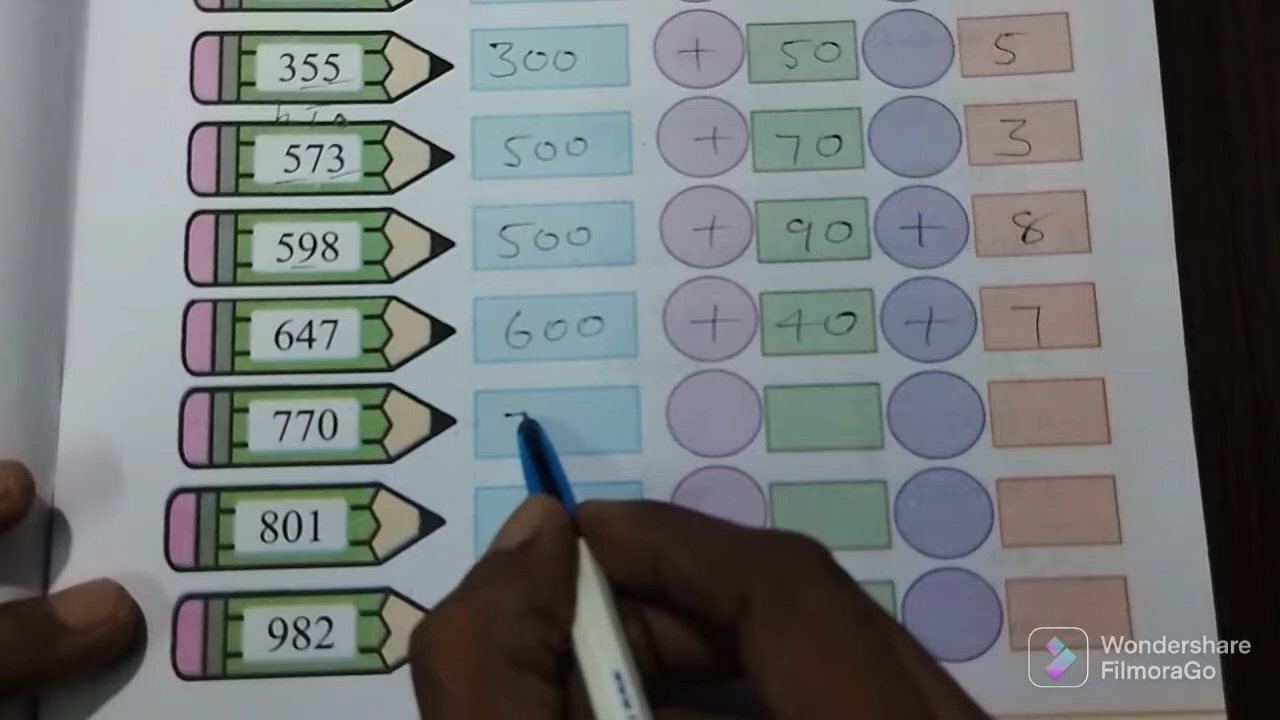 355 300 + 50 5
h T o
573 500 + 70 3
598 500 + 90 + 8
647 600 + 40 + 7
770
801
982
Wondershare
FilmoraGo